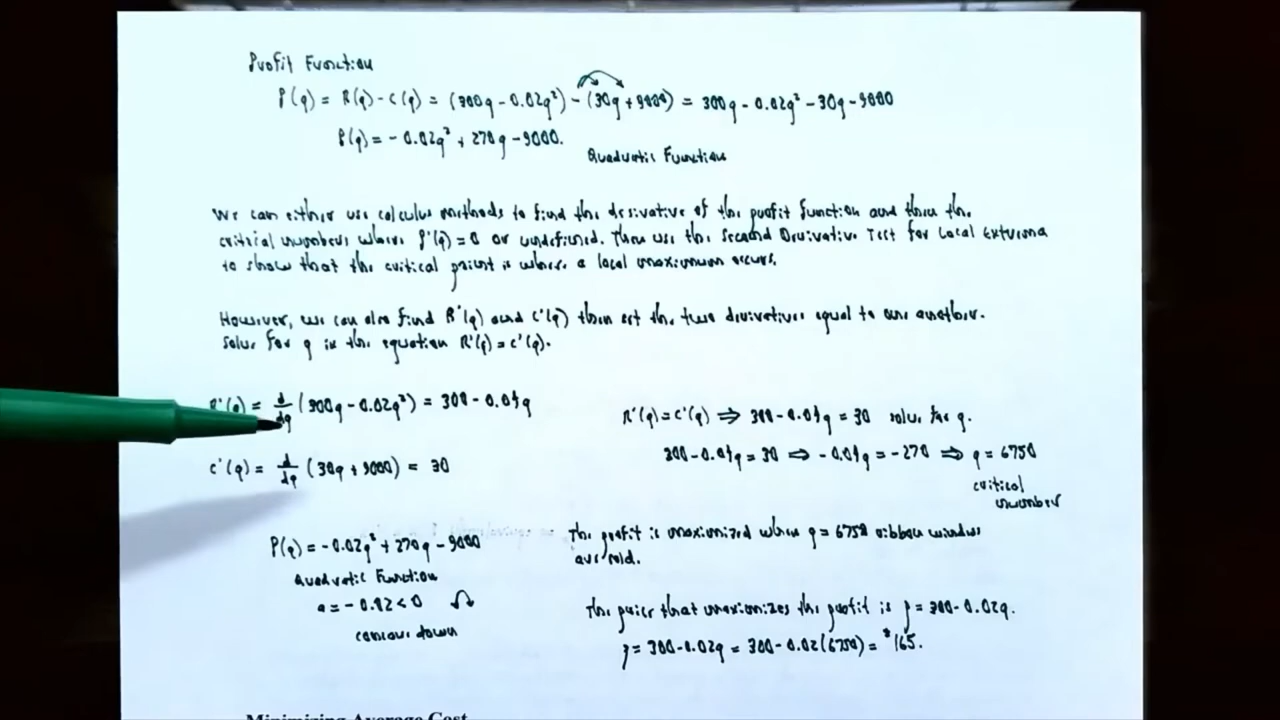 Profit Function
P(q) = R(q) - C(q) = (300q - 0.02q²) - (30q + 9000) = 300q - 0.02q² - 30q - 9000
P(q) = - 0.02q² + 270q - 9000.
Quadratic Function
We can either use calculus methods to find the derivative of the profit function and then the
critical numbers where P'(q) = 0 or undefined. Then use the Second Derivative Test for Local Extrema
to show that the critical point is where a local maximum occurs.
However, we can also find R'(q) and C'(q) then set the two derivatives equal to one another.
Solve for q in the equation R'(q) = C'(q).
R'(q) = d/dq (300q - 0.02q²) = 300 - 0.04q
C'(q) = d/dq (30q + 9000) = 30
R'(q) = C'(q) ⇒ 300 - 0.04q = 30 solve for q.
300 - 0.04q = 30 ⇒ - 0.04q = - 270 ⇒ q = 6750
critical
number
P(q) = - 0.02q² + 270q - 9000
Quadratic Function
a = - 0.02 < 0
concave down
The profit is maximized when q = 6750 ribbon winders
are sold.
The price that maximizes the profit is p = 300 - 0.02q.
p = 300 - 0.02q = 300 - 0.02(6750) = $165.
Minimizing Average Cost